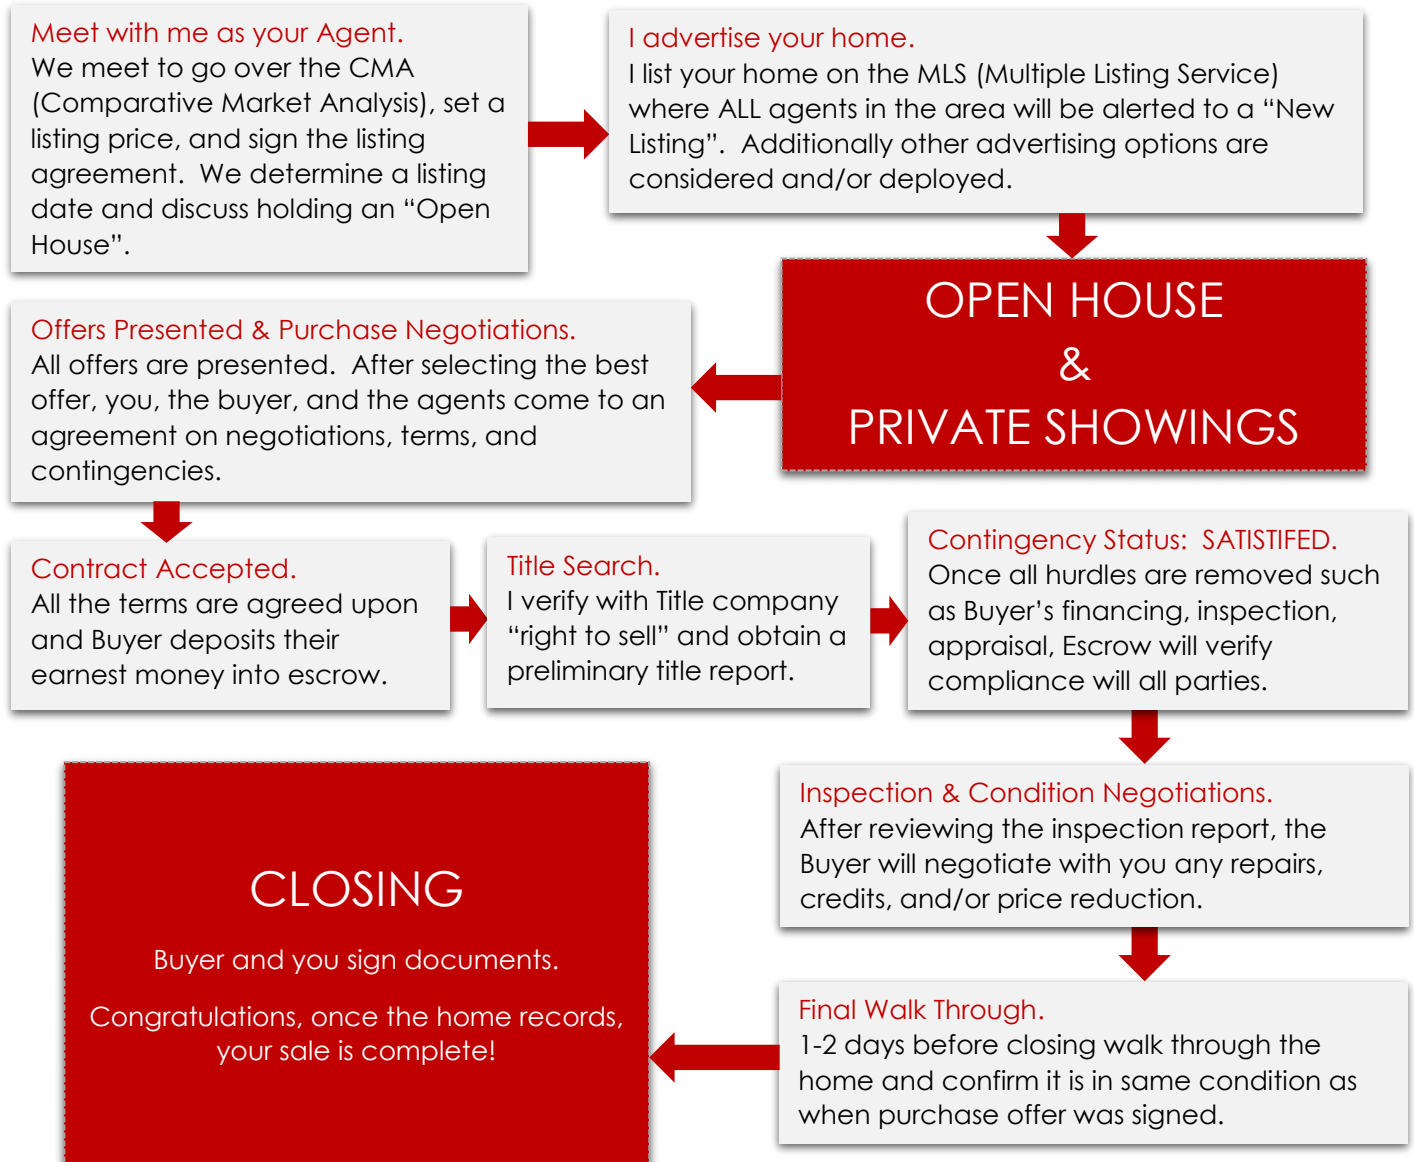 Meet with me as your Agent.
We meet to go over the CMA
(Comparative Market Analysis), set a
listing price, and sign the listing
agreement.  We determine a listing
date and discuss holding an “Open
House”.
I advertise your home.
I list your home on the MLS (Multiple Listing Service)
where ALL agents in the area will be alerted to a “New
Listing”.  Additionally other advertising options are
considered and/or deployed.
OPEN HOUSE
&
PRIVATE SHOWINGS
Offers Presented & Purchase Negotiations.
All offers are presented.  After selecting the best
offer, you, the buyer, and the agents come to an
agreement on negotiations, terms, and
contingencies.
Contract Accepted.
All the terms are agreed upon
and Buyer deposits their
earnest money into escrow.
Title Search.
I verify with Title company
“right to sell” and obtain a
preliminary title report.
Contingency Status:  SATISTIFED.
Once all hurdles are removed such
as Buyer’s financing, inspection,
appraisal, Escrow will verify
compliance will all parties.
Inspection & Condition Negotiations.
After reviewing the inspection report, the
Buyer will negotiate with you any repairs,
credits, and/or price reduction.
Final Walk Through.
1-2 days before closing walk through the
home and confirm it is in same condition as
when purchase offer was signed.
CLOSING
Buyer and you sign documents.
Congratulations, once the home records,
your sale is complete!